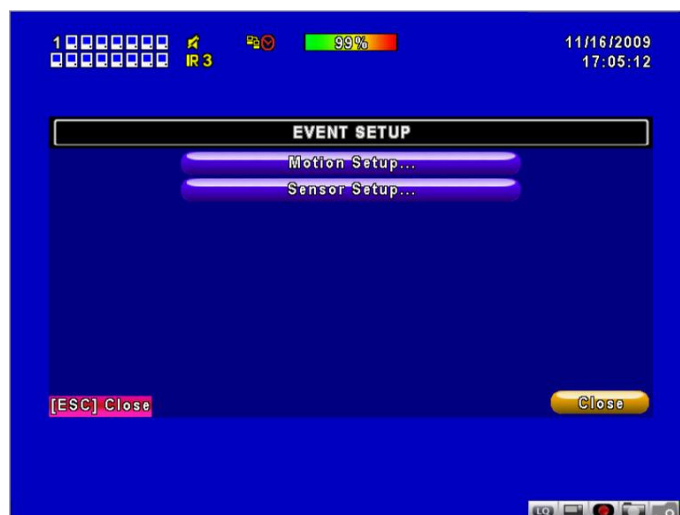 1 99% 11/16/2009
IR 3 17:05:12
EVENT SETUP
Motion Setup...
Sensor Setup...
[ESC] Close Close
LQ